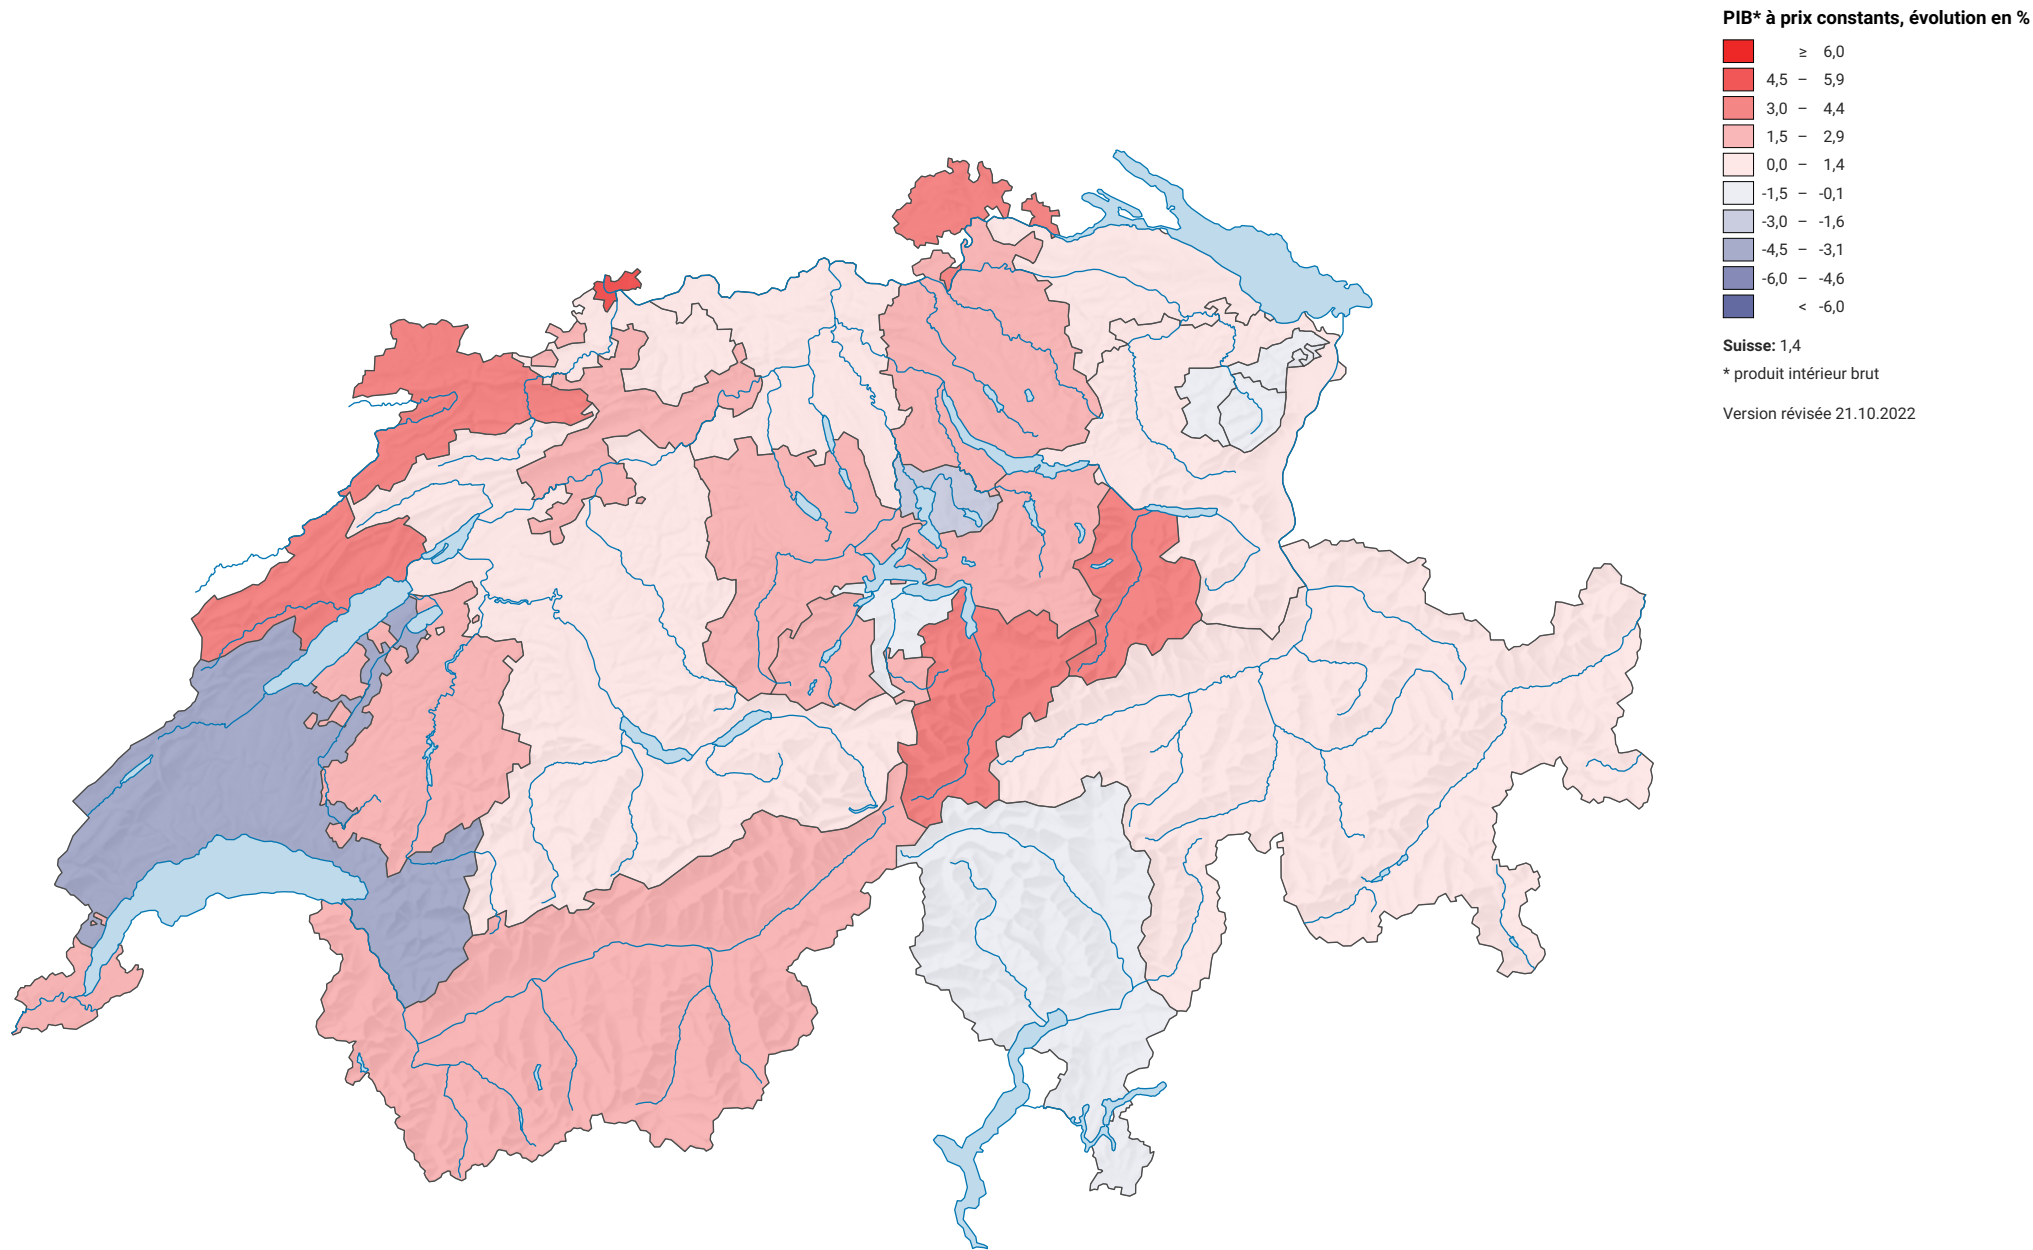 PIB* à prix constants, évolution en %
≥ 6,0
4,5 – 5,9
3,0 – 4,4
1,5 – 2,9
0,0 – 1,4
-1,5 – -0,1
-3,0 – -1,6
-4,5 – -3,1
-6,0 – -4,6
< -6,0
Suisse: 1,4
* produit intérieur brut
Version révisée 21.10.2022